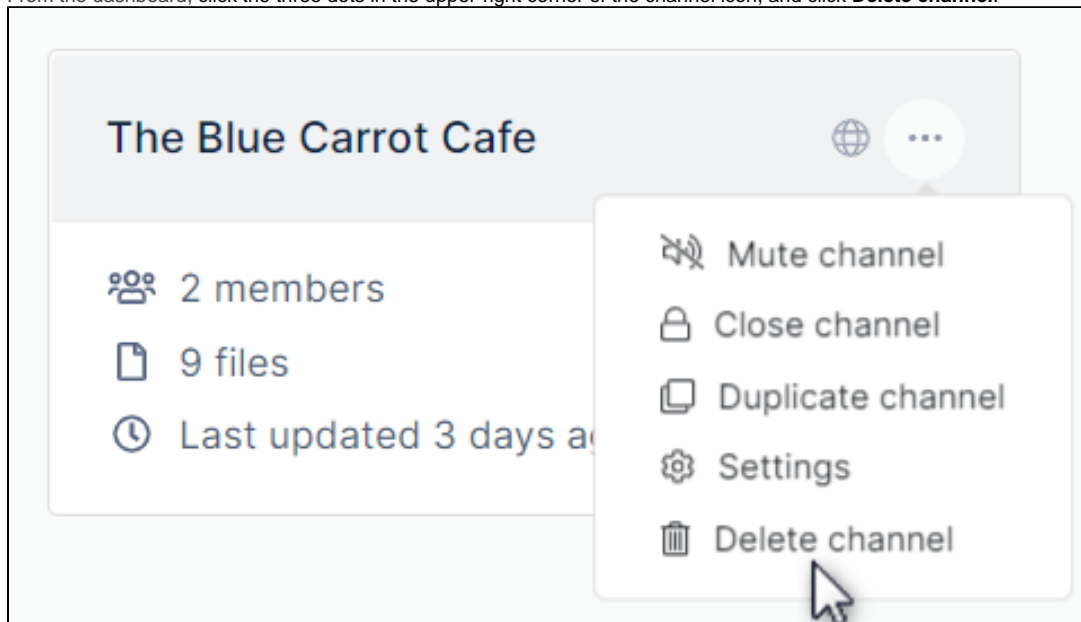 From the dashboard, click the three dots in the upper right corner of the channel icon, and click Delete channel.
The Blue Carrot Cafe
2 members
9 files
Last updated 3 days a
Mute channel
Close channel
Duplicate channel
Settings
Delete channel